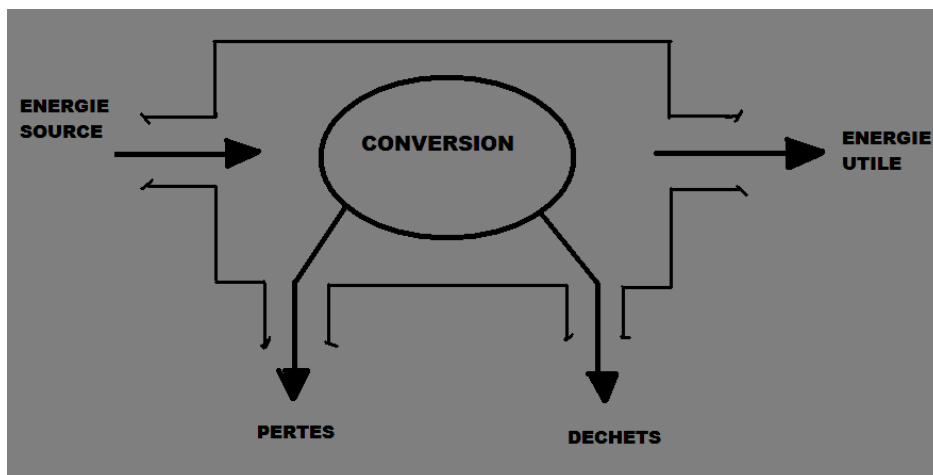 ENERGIE
SOURCE
CONVERSION
ENERGIE
UTILE
PERTES
DECHETS